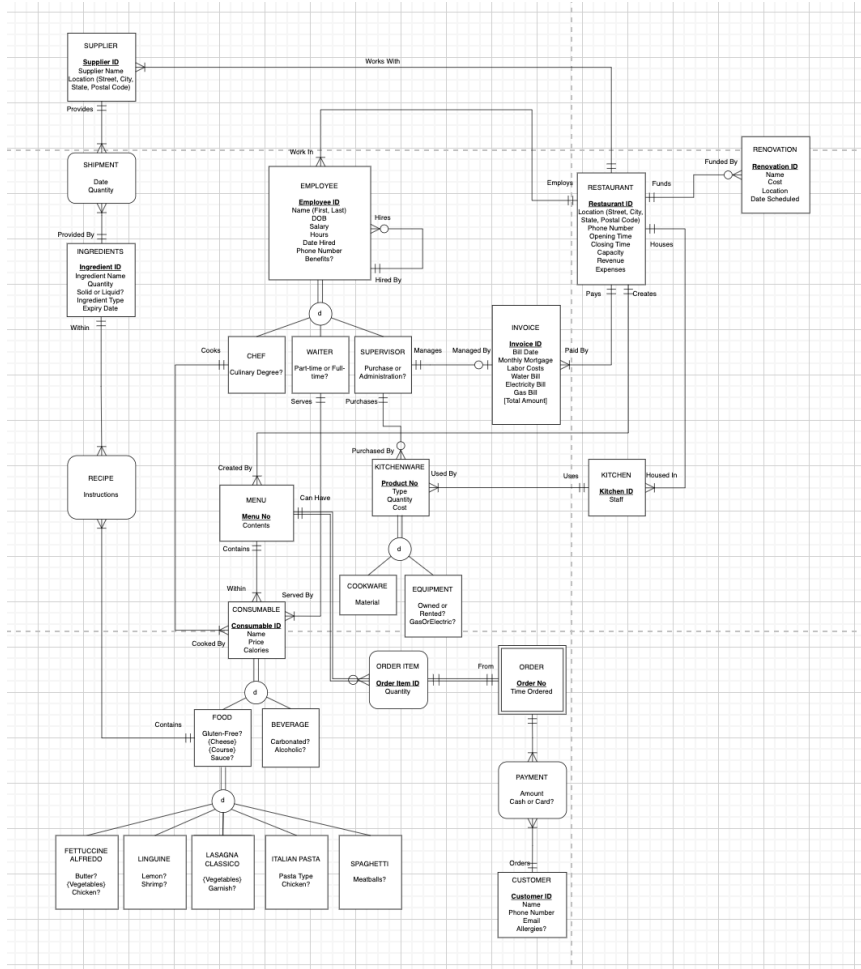 SUPPLIER
Supplier ID
Supplier Name
Location (Street, City,
State, Postal Code)
Works With
Provides
SHIPMENT
Date
Quantity
Provided By
INGREDIENTS
Ingredient ID
Ingredient Name
Quantity
Solid or Liquid?
Ingredient Type
Expiry Date
Within
Work In
EMPLOYEE
Employee ID
Name (First, Last)
DOB
Salary
Hours
Date Hired
Phone Number
Benefits?
Hires
Hired By
d
Employs
RESTAURANT
Restaurant ID
Location (Street, City,
State, Postal Code)
Phone Number
Opening Time
Closing Time
Capacity
Revenue
Expenses
Funds
Funded By
RENOVATION
Renovation ID
Name
Cost
Location
Date Scheduled
Houses
Pays
Creates
Cooks
CHEF
Culinary Degree?
WAITER
Part-time or Full-
time?
SUPERVISOR
Purchase or
Administration?
Manages
Managed By
INVOICE
Invoice ID
Bill Date
Monthly Mortgage
Labor Costs
Water Bill
Electricity Bill
Gas Bill
[Total Amount]
Paid By
Serves
Purchases
RECIPE
Instructions
Created By
MENU
Menu No
Contents
Can Have
Contains
Purchased By
KITCHENWARE
Product No
Type
Quantity
Cost
Used By
Uses
KITCHEN
Kitchen ID
Staff
Housed In
d
COOKWARE
Material
EQUIPMENT
Owned or
Rented?
GasOrElectric?
Within
Served By
CONSUMABLE
Consumable ID
Name
Price
Calories
Cooked By
d
ORDER ITEM
Order Item ID
Quantity
From
ORDER
Order No
Time Ordered
Contains
FOOD
Gluten-Free?
{Cheese}
{Course}
Sauce?
BEVERAGE
Carbonated?
Alcoholic?
d
PAYMENT
Amount
Cash or Card?
FETTUCCINE
ALFREDO
Butter?
{Vegetables}
Chicken?
LINGUINE
Lemon?
Shrimp?
LASAGNA
CLASSICO
{Vegetables}
Garnish?
ITALIAN PASTA
Pasta Type
Chicken?
SPAGHETTI
Meatballs?
Orders
CUSTOMER
Customer ID
Name
Phone Number
Email
Allergies?